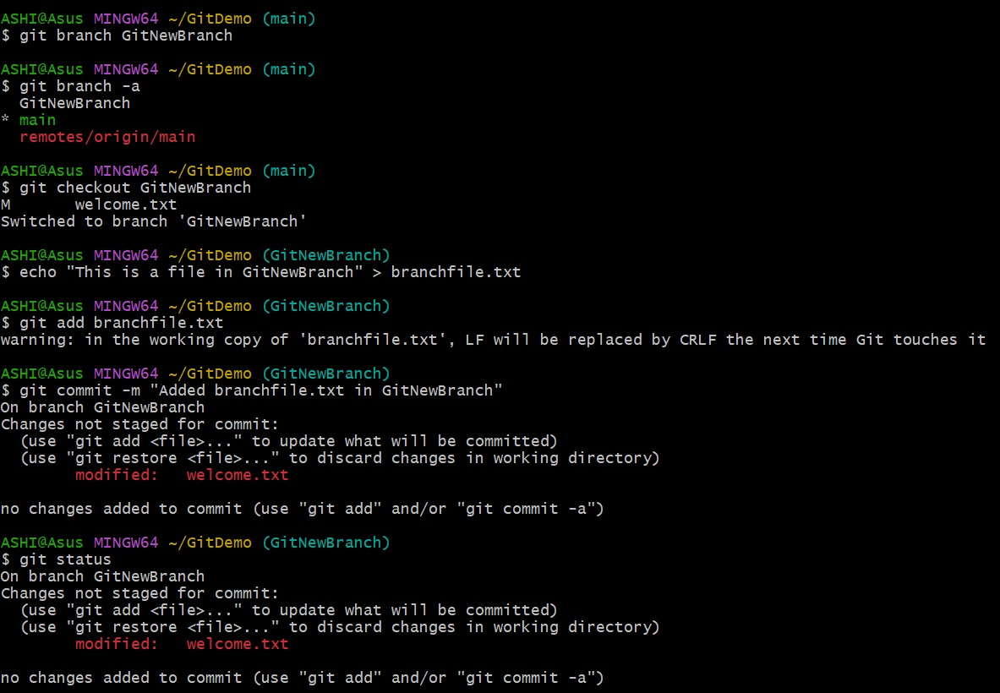 ASHI@Asus MINGW64 ~/GitDemo (main)
$ git branch GitNewBranch
ASHI@Asus MINGW64 ~/GitDemo (main)
$ git branch -a
  GitNewBranch
* main
  remotes/origin/main
ASHI@Asus MINGW64 ~/GitDemo (main)
$ git checkout GitNewBranch
M       welcome.txt
Switched to branch 'GitNewBranch'
ASHI@Asus MINGW64 ~/GitDemo (GitNewBranch)
$ echo "This is a file in GitNewBranch" > branchfile.txt
ASHI@Asus MINGW64 ~/GitDemo (GitNewBranch)
$ git add branchfile.txt
warning: in the working copy of 'branchfile.txt', LF will be replaced by CRLF the next time Git touches it
ASHI@Asus MINGW64 ~/GitDemo (GitNewBranch)
$ git commit -m "Added branchfile.txt in GitNewBranch"
On branch GitNewBranch
Changes not staged for commit:
  (use "git add <file>..." to update what will be committed)
  (use "git restore <file>..." to discard changes in working directory)
        modified:   welcome.txt
no changes added to commit (use "git add" and/or "git commit -a")
ASHI@Asus MINGW64 ~/GitDemo (GitNewBranch)
$ git status
On branch GitNewBranch
Changes not staged for commit:
  (use "git add <file>..." to update what will be committed)
  (use "git restore <file>..." to discard changes in working directory)
        modified:   welcome.txt
no changes added to commit (use "git add" and/or "git commit -a")